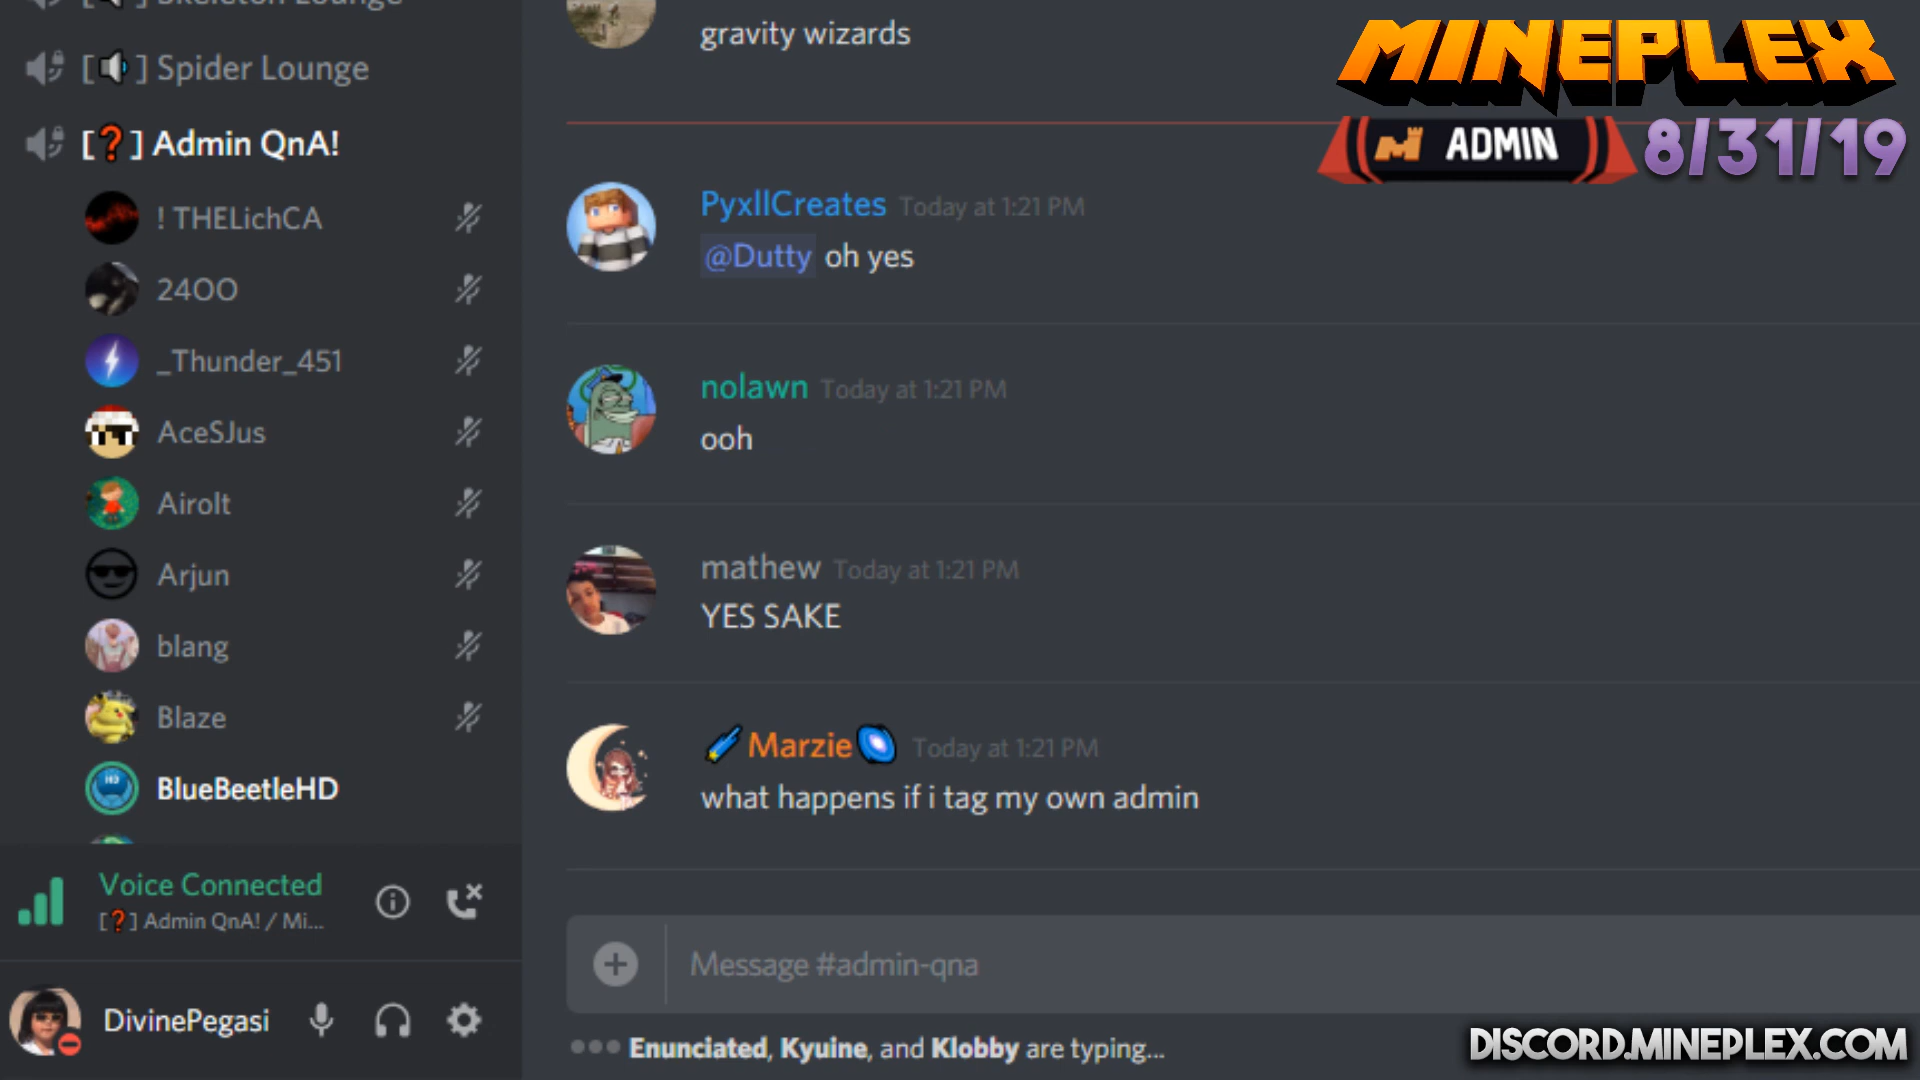 Skeleton Lounge
[🔊] Spider Lounge
[❓] Admin QnA!
! THELichCA
24OO
_Thunder_451
AceSJus
Airolt
Arjun
blang
Blaze
BlueBeetleHD
Voice Connected
[❓] Admin QnA! / Mi...
DivinePegasi
gravity wizards
PyxllCreates Today at 1:21 PM
@Dutty oh yes
nolawn Today at 1:21 PM
ooh
mathew Today at 1:21 PM
YES SAKE
Marzie Today at 1:21 PM
what happens if i tag my own admin
Message #admin-qna
Enunciated, Kyuine, and Klobby are typing...
MINEPLEX
ADMIN 8/31/19
DISCORD.MINEPLEX.COM